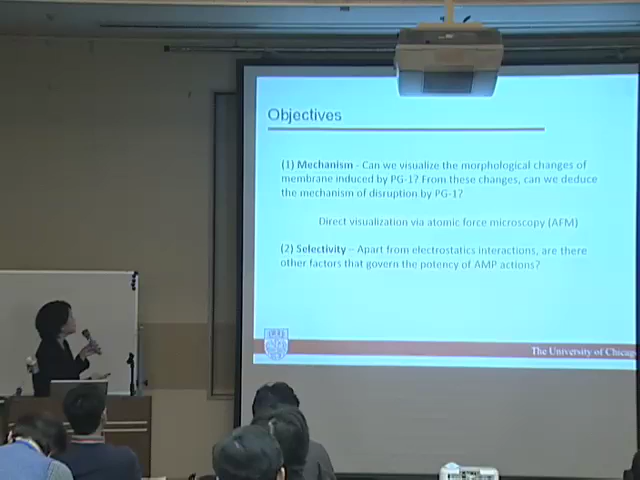 Objectives
(1) Mechanism - Can we visualize the morphological changes of
membrane induced by PG-1? From these changes, can we deduce
the mechanism of disruption by PG-1?
Direct visualization via atomic force microscopy (AFM)
(2) Selectivity – Apart from electrostatics interactions, are there
other factors that govern the potency of AMP actions?
The University of Chicag